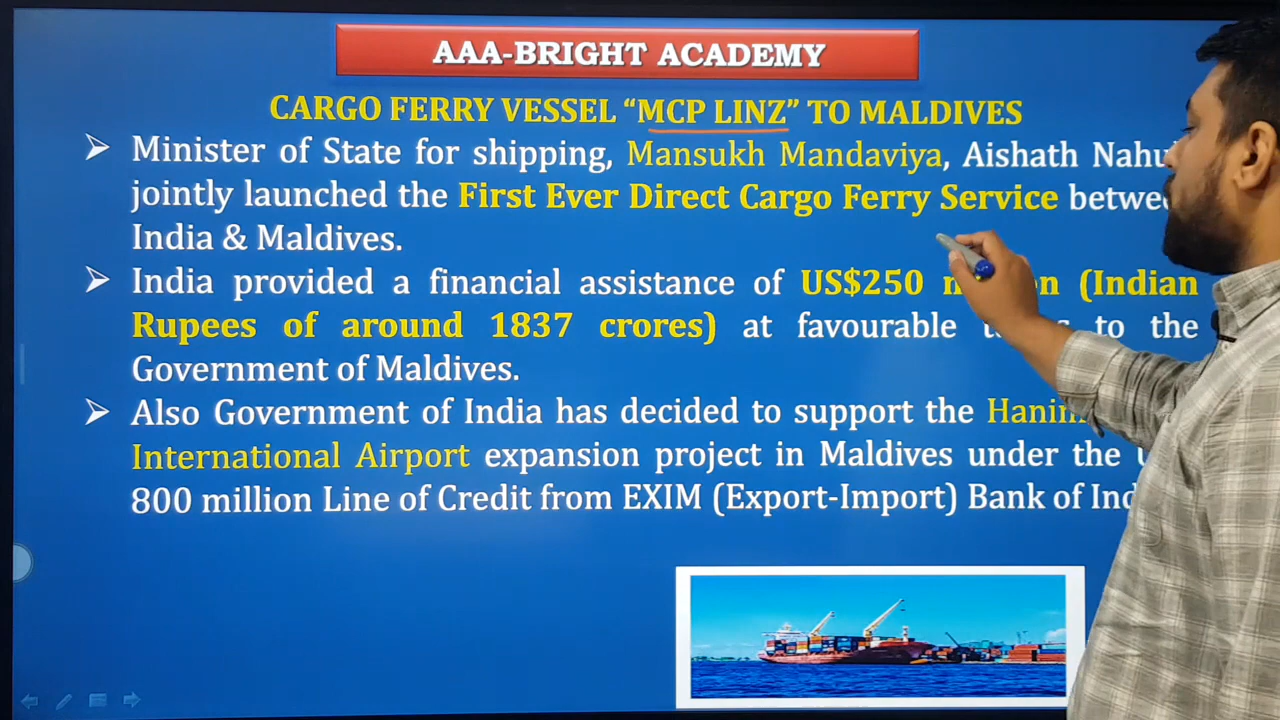 AAA-BRIGHT ACADEMY
CARGO FERRY VESSEL “MCP LINZ” TO MALDIVES
Minister of State for shipping, Mansukh Mandaviya, Aishath
jointly launched the First Ever Direct Cargo Ferry Service
India & Maldives.
India provided a financial assistance of US$250 (Indian
Rupees of around 1837 crores) at favourable to the
Government of Maldives.
Also Government of India has decided to support the
International Airport expansion project in Maldives under the
800 million Line of Credit from EXIM (Export-Import) Bank of